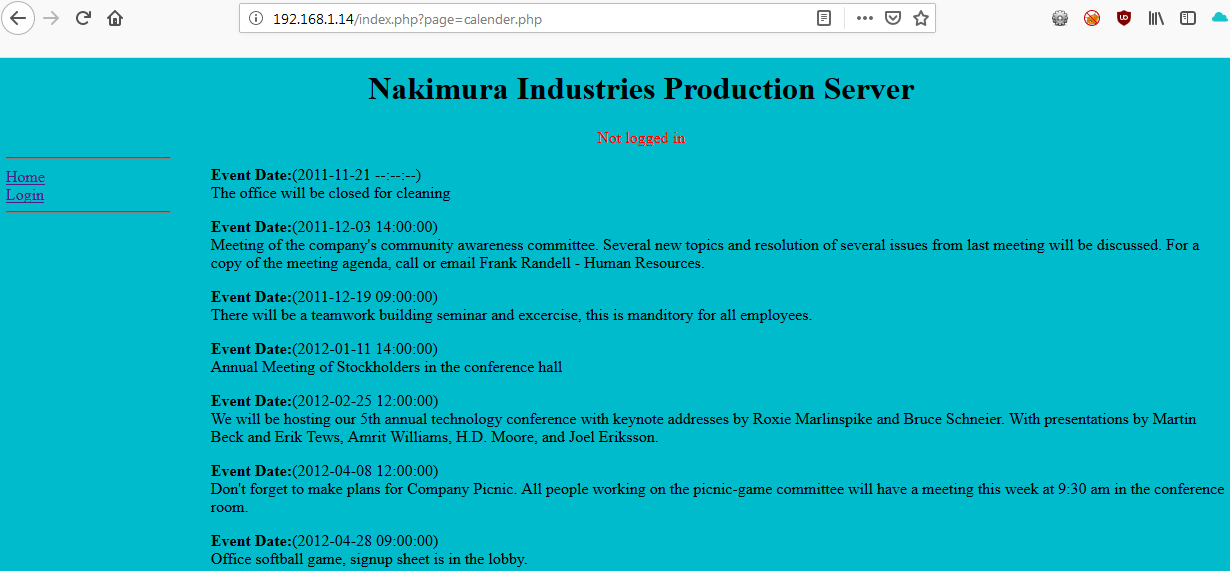 192.168.1.14/index.php?page=calender.php
Nakimura Industries Production Server
Not logged in
Home
Login
Event Date:(2011-11-21 --:--:--)
The office will be closed for cleaning
Event Date:(2011-12-03 14:00:00)
Meeting of the company's community awareness committee. Several new topics and resolution of several issues from last meeting will be discussed. For a
copy of the meeting agenda, call or email Frank Randell - Human Resources.
Event Date:(2011-12-19 09:00:00)
There will be a teamwork building seminar and excercise, this is manditory for all employees.
Event Date:(2012-01-11 14:00:00)
Annual Meeting of Stockholders in the conference hall
Event Date:(2012-02-25 12:00:00)
We will be hosting our 5th annual technology conference with keynote addresses by Roxie Marlinspike and Bruce Schneier. With presentations by Martin
Beck and Erik Tews, Amrit Williams, H.D. Moore, and Joel Eriksson.
Event Date:(2012-04-08 12:00:00)
Don't forget to make plans for Company Picnic. All people working on the picnic-game committee will have a meeting this week at 9:30 am in the conference
room.
Event Date:(2012-04-28 09:00:00)
Office softball game, signup sheet is in the lobby.